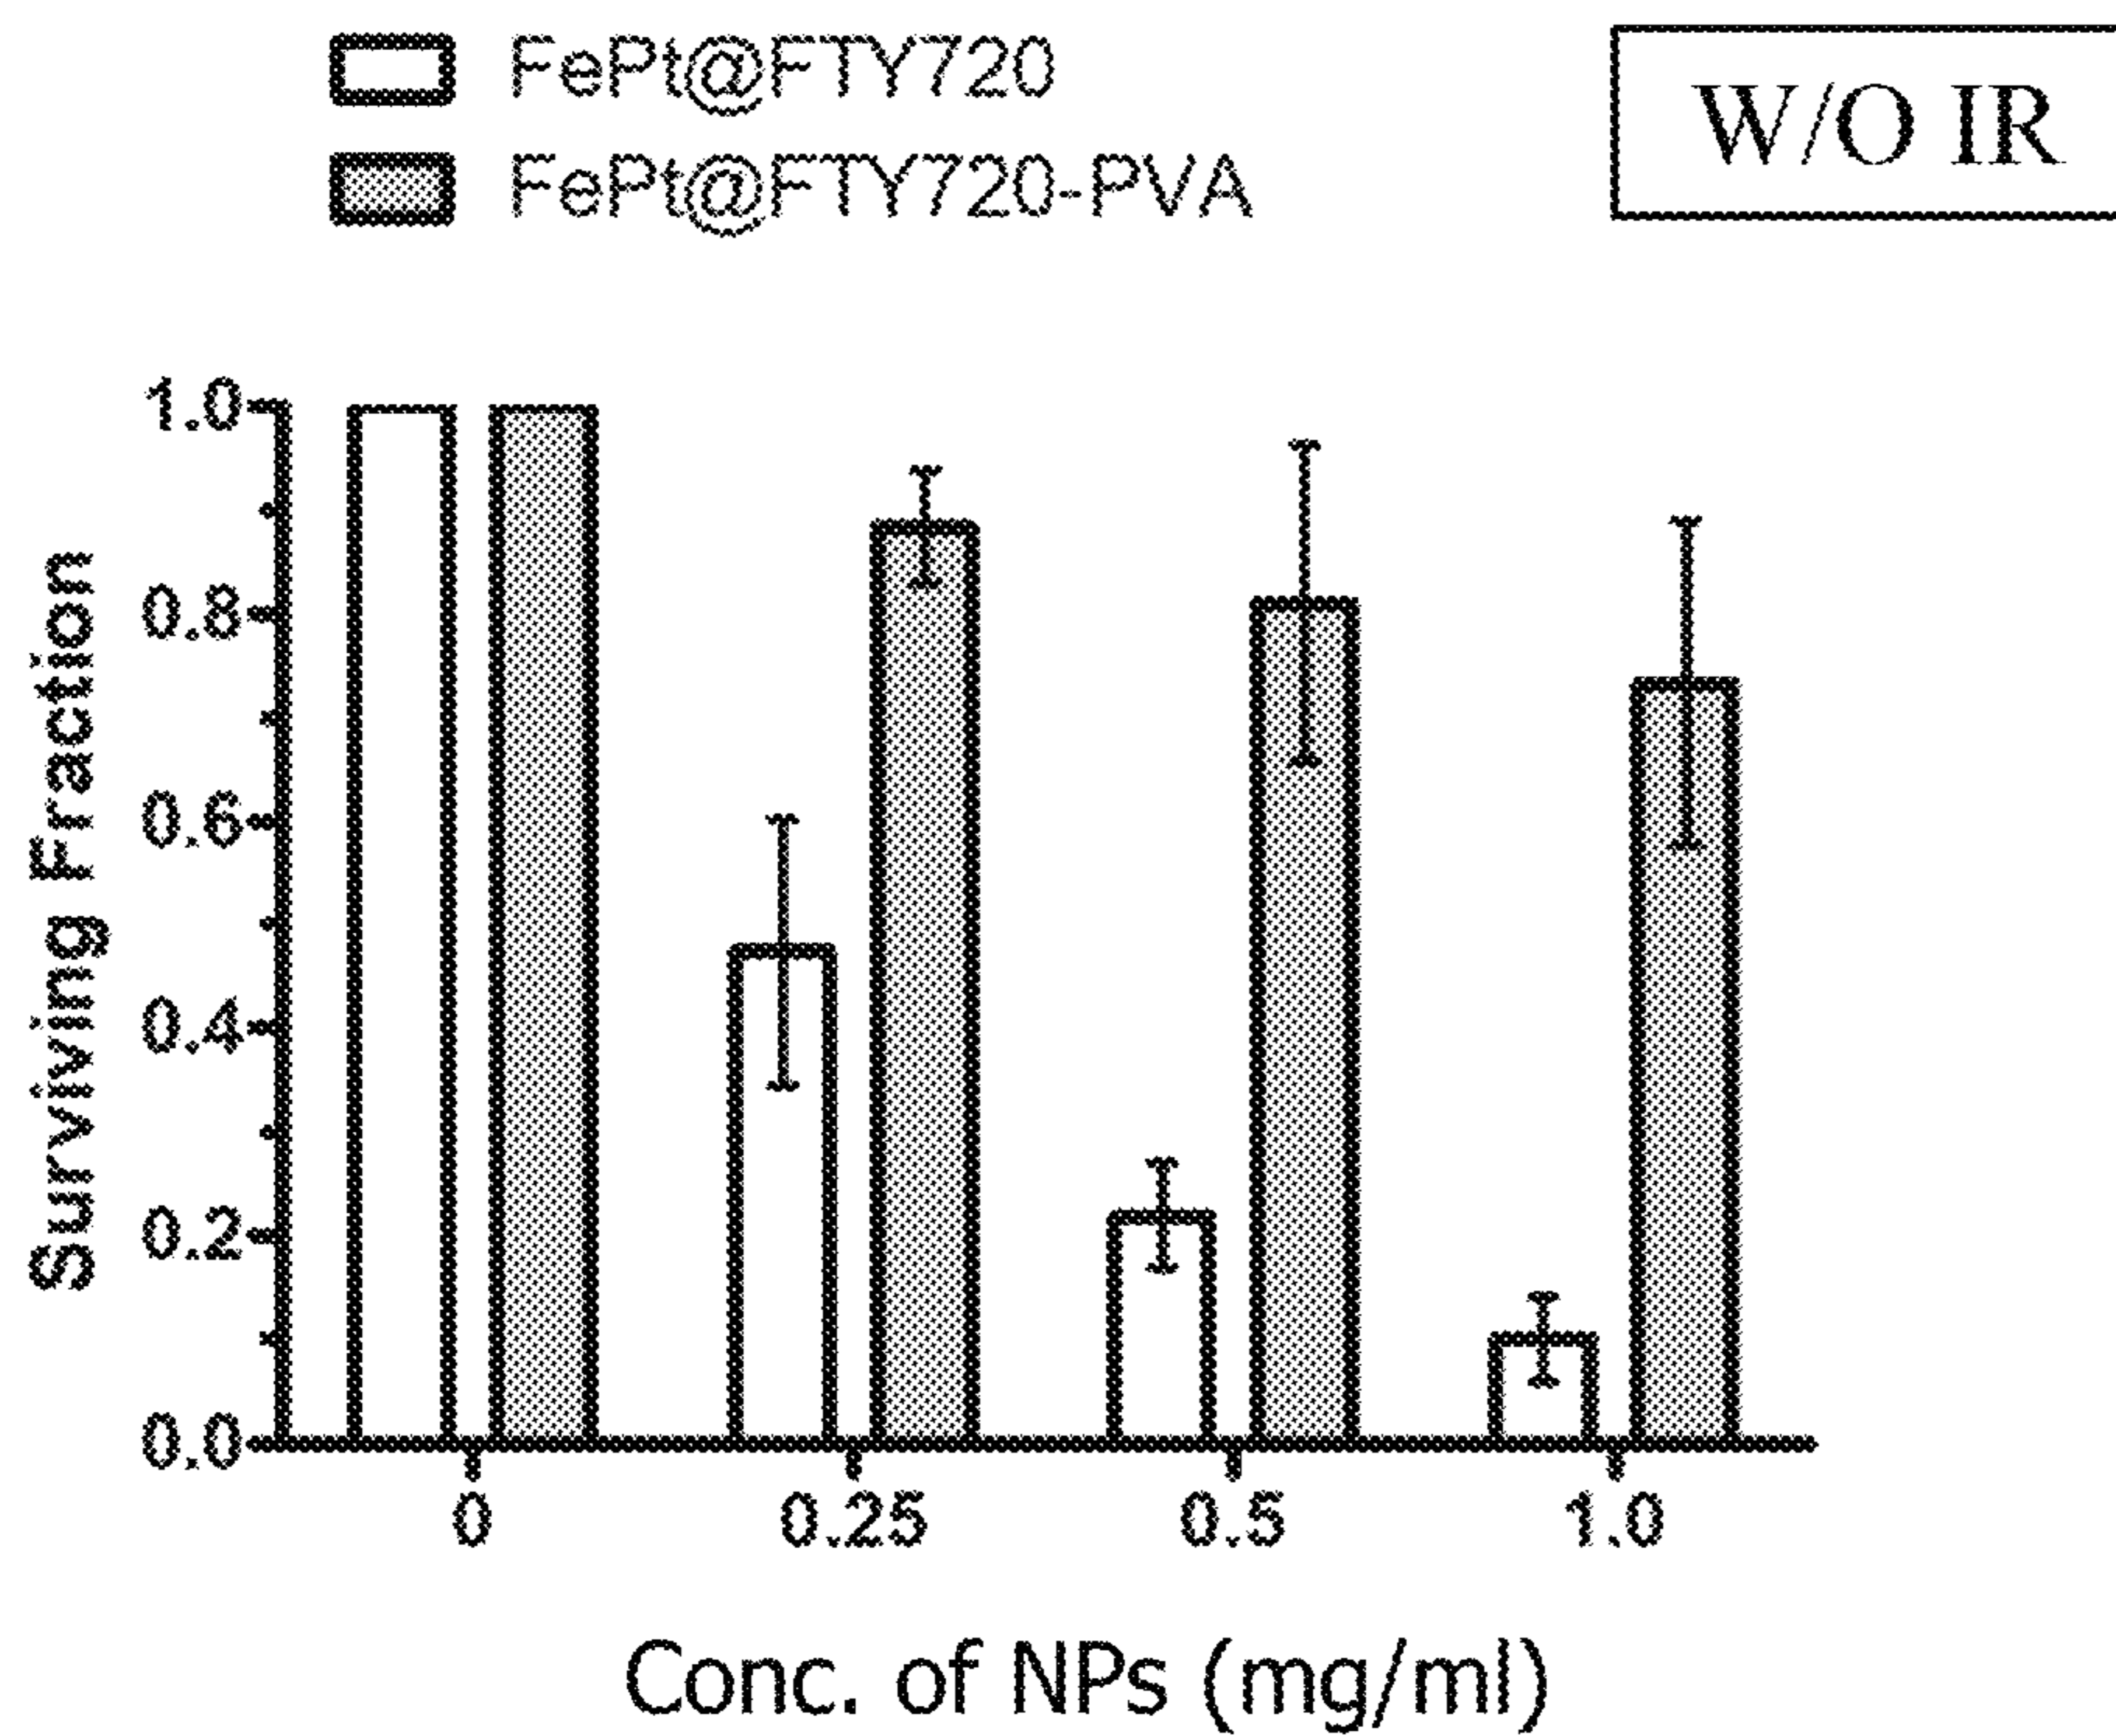 FePt@FTY720
FePt@FTY720-PVA
W/O IR
1.0
0.8
0.6
0.4
0.2
0.0
Surviving Fraction
0 0.25 0.5 1.0
Conc. of NPs (mg/ml)